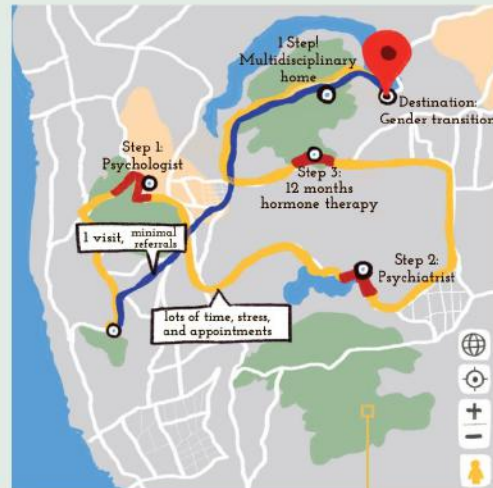 1 Step!
Multidisciplinary
home
Destination:
Gender transition
Step 1:
Psychologist
Step 3:
12 months
hormone therapy
1 visit, minimal
referrals
Step 2:
Psychiatrist
lots of time, stress,
and appointments
+
−